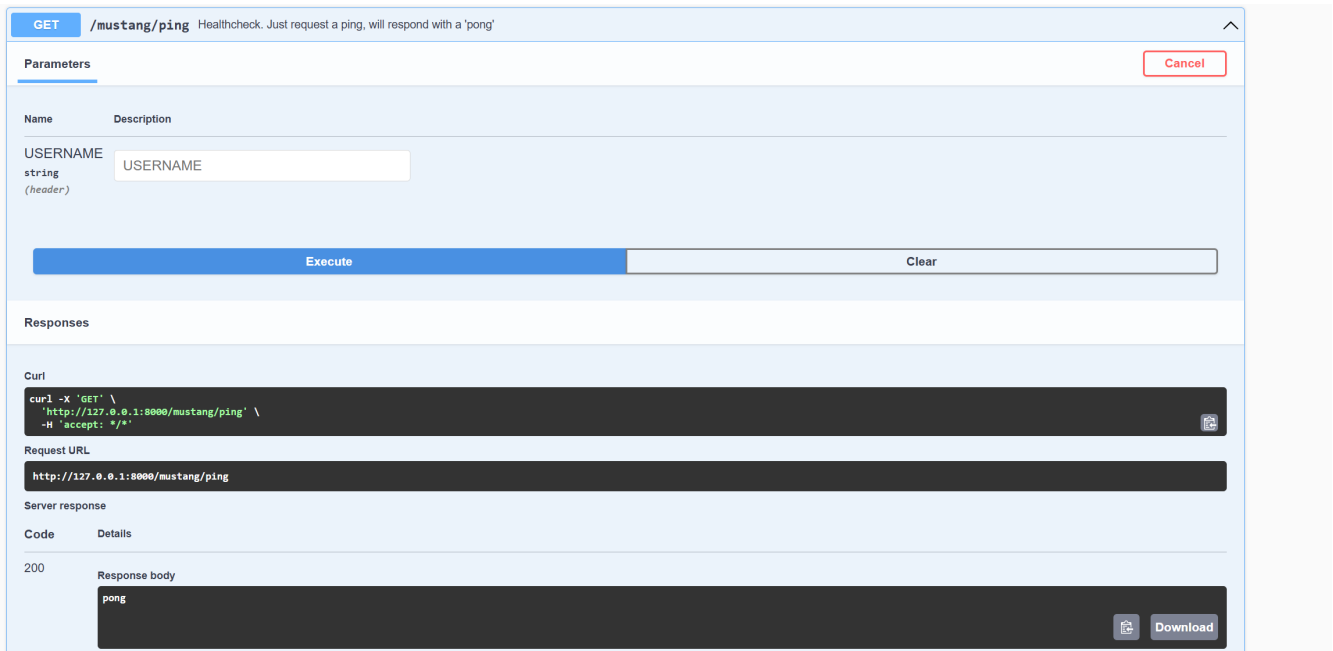 GET /mustang/ping Healthcheck. Just request a ping, will respond with a 'pong'
Parameters Cancel
Name Description
USERNAME
string
(header)
USERNAME
Execute Clear
Responses
Curl
curl -X 'GET' \
'http://127.0.0.1:8000/mustang/ping' \
-H 'accept: */*'
Request URL
http://127.0.0.1:8000/mustang/ping
Server response
Code Details
200
Response body
pong
Download